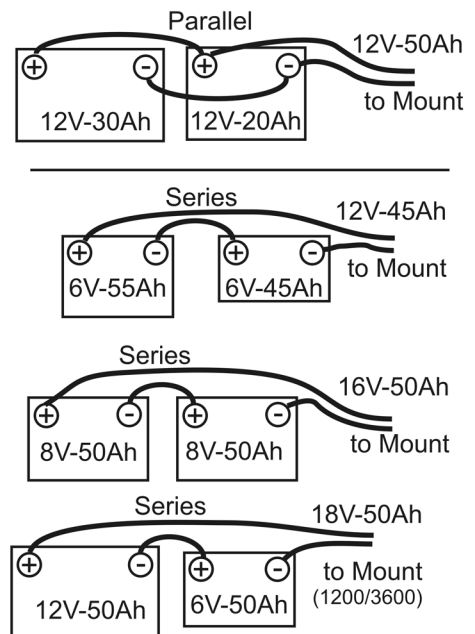 Parallel
12V-50Ah
+ - + -
to Mount
12V-30Ah 12V-20Ah
Series
12V-45Ah
+ - + -
to Mount
6V-55Ah 6V-45Ah
Series
16V-50Ah
+ - + -
to Mount
8V-50Ah 8V-50Ah
Series
18V-50Ah
+ - + -
to Mount
(1200/3600)
12V-50Ah 6V-50Ah